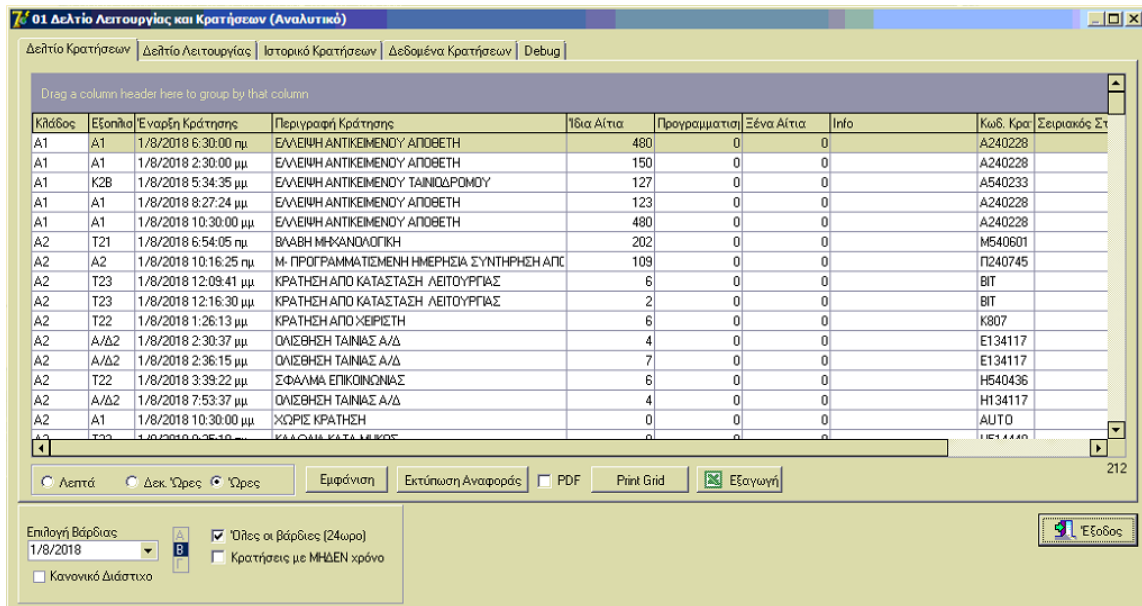 01 Δελτίο Λειτουργίας και Κρατήσεων (Αναλυτικό)
Δελτίο Κρατήσεων Δελτίο Λειτουργίας Ιστορικό Κρατήσεων Δεδομένα Κρατήσεων Debug
Drag a column header here to group by that column
Κλάδος Εξοπλισ Έναρξη Κράτησης Περιγραφή Κράτησης Ίδια Αίτια Προγραμματισι Ξένα Αίτια Info Κωδ. Κρα Σειριακός Στ
A1 A1 1/8/2018 6:30:00 πμ ΕΛΛΕΙΨΗ ΑΝΤΙΚΕΙΜΕΝΟΥ ΑΠΟΘΕΤΗ 480 0 0 A240228
A1 A1 1/8/2018 2:30:00 μμ ΕΛΛΕΙΨΗ ΑΝΤΙΚΕΙΜΕΝΟΥ ΑΠΟΘΕΤΗ 150 0 0 A240228
A1 K2B 1/8/2018 5:34:35 μμ ΕΛΛΕΙΨΗ ΑΝΤΙΚΕΙΜΕΝΟΥ ΤΑΙΝΙΟΔΡΟΜΟΥ 127 0 0 A540233
A1 A1 1/8/2018 8:27:24 μμ ΕΛΛΕΙΨΗ ΑΝΤΙΚΕΙΜΕΝΟΥ ΑΠΟΘΕΤΗ 123 0 0 A240228
A1 A1 1/8/2018 10:30:00 μμ ΕΛΛΕΙΨΗ ΑΝΤΙΚΕΙΜΕΝΟΥ ΑΠΟΘΕΤΗ 480 0 0 A240228
A2 T21 1/8/2018 6:54:05 πμ ΒΛΑΒΗ ΜΗΧΑΝΟΛΟΓΙΚΗ 202 0 0 M540601
A2 A2 1/8/2018 10:16:25 πμ Μ- ΠΡΟΓΡΑΜΜΑΤΙΣΜΕΝΗ ΗΜΕΡΗΣΙΑ ΣΥΝΤΗΡΗΣΗ ΑΠΟ 109 0 0 Π240745
A2 T23 1/8/2018 12:09:41 μμ ΚΡΑΤΗΣΗ ΑΠΟ ΚΑΤΑΣΤΑΣΗ ΛΕΙΤΟΥΡΓΙΑΣ 6 0 0 BIT
A2 T23 1/8/2018 12:16:30 μμ ΚΡΑΤΗΣΗ ΑΠΟ ΚΑΤΑΣΤΑΣΗ ΛΕΙΤΟΥΡΓΙΑΣ 2 0 0 BIT
A2 T22 1/8/2018 1:26:13 μμ ΚΡΑΤΗΣΗ ΑΠΟ ΧΕΙΡΙΣΤΗ 6 0 0 K807
A2 Α/Δ2 1/8/2018 2:30:37 μμ ΟΛΙΣΘΗΣΗ ΤΑΙΝΙΑΣ Α/Δ 4 0 0 E134117
A2 Α/Δ2 1/8/2018 2:36:15 μμ ΟΛΙΣΘΗΣΗ ΤΑΙΝΙΑΣ Α/Δ 7 0 0 E134117
A2 T22 1/8/2018 3:39:22 μμ ΣΦΑΛΜΑ ΕΠΙΚΟΙΝΩΝΙΑΣ 6 0 0 H540436
A2 Α/Δ2 1/8/2018 7:53:37 μμ ΟΛΙΣΘΗΣΗ ΤΑΙΝΙΑΣ Α/Δ 4 0 0 H134117
A2 A1 1/8/2018 10:30:00 μμ ΧΩΡΙΣ ΚΡΑΤΗΣΗ 0 0 0 AUTO
212
Λεπτά Δεκ. Ώρες Ώρες Εμφάνιση Εκτύπωση Αναφοράς PDF Print Grid Εξαγωγή
Επιλογή Βάρδιας
1/8/2018
Α
Β
Γ
Όλες οι βάρδιες (24ωρο)
Κρατήσεις με ΜΗΔΕΝ χρόνο
Κανονικό Διάστιχο
Έξοδος